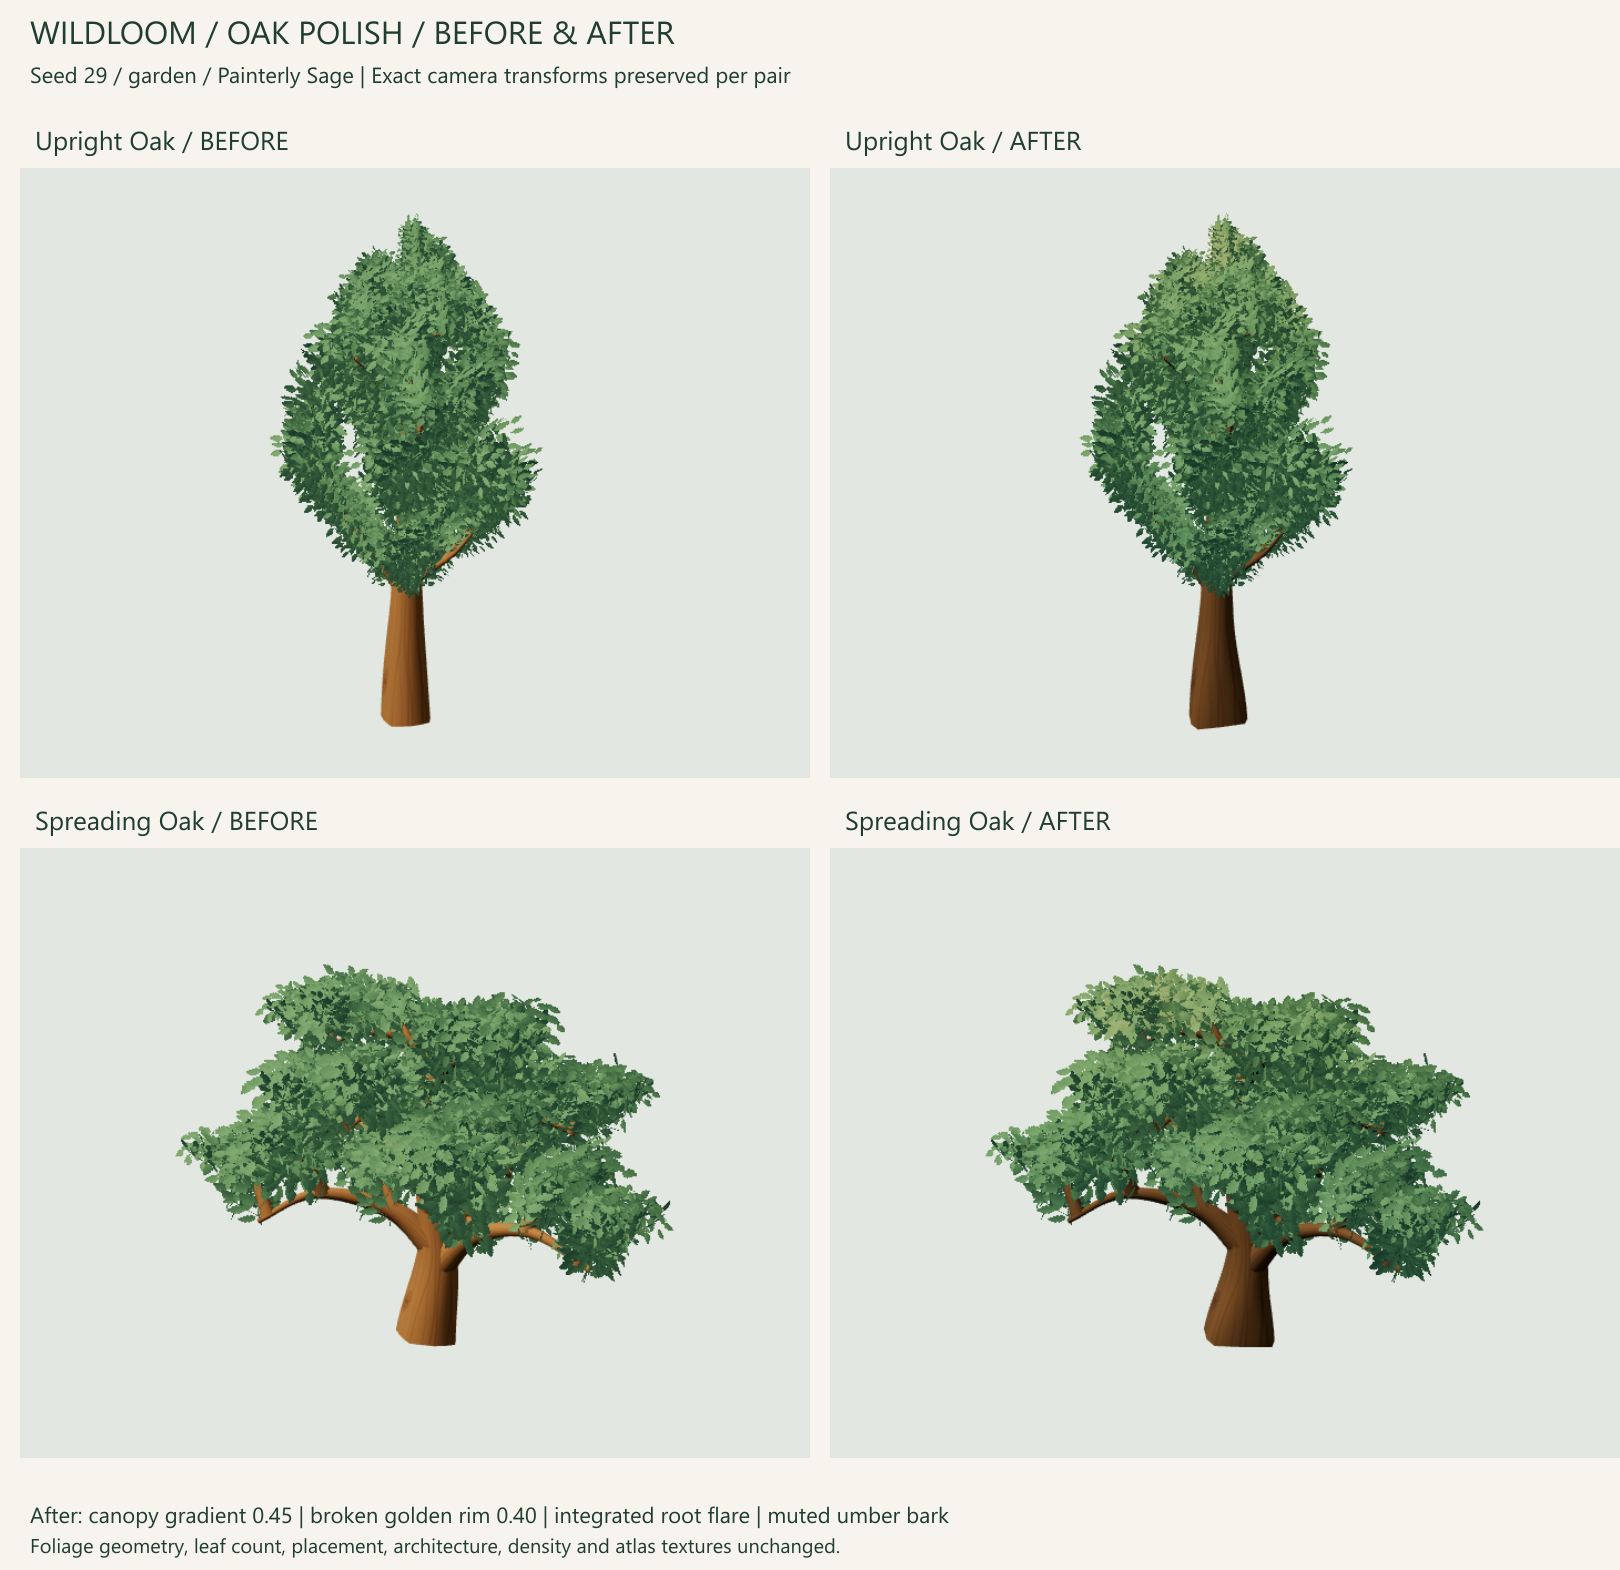 WILDLOOM / OAK POLISH / BEFORE & AFTER
Seed 29 / garden / Painterly Sage | Exact camera transforms preserved per pair
Upright Oak / BEFORE
Upright Oak / AFTER
Spreading Oak / BEFORE
Spreading Oak / AFTER
After: canopy gradient 0.45 | broken golden rim 0.40 | integrated root flare | muted umber bark
Foliage geometry, leaf count, placement, architecture, density and atlas textures unchanged.